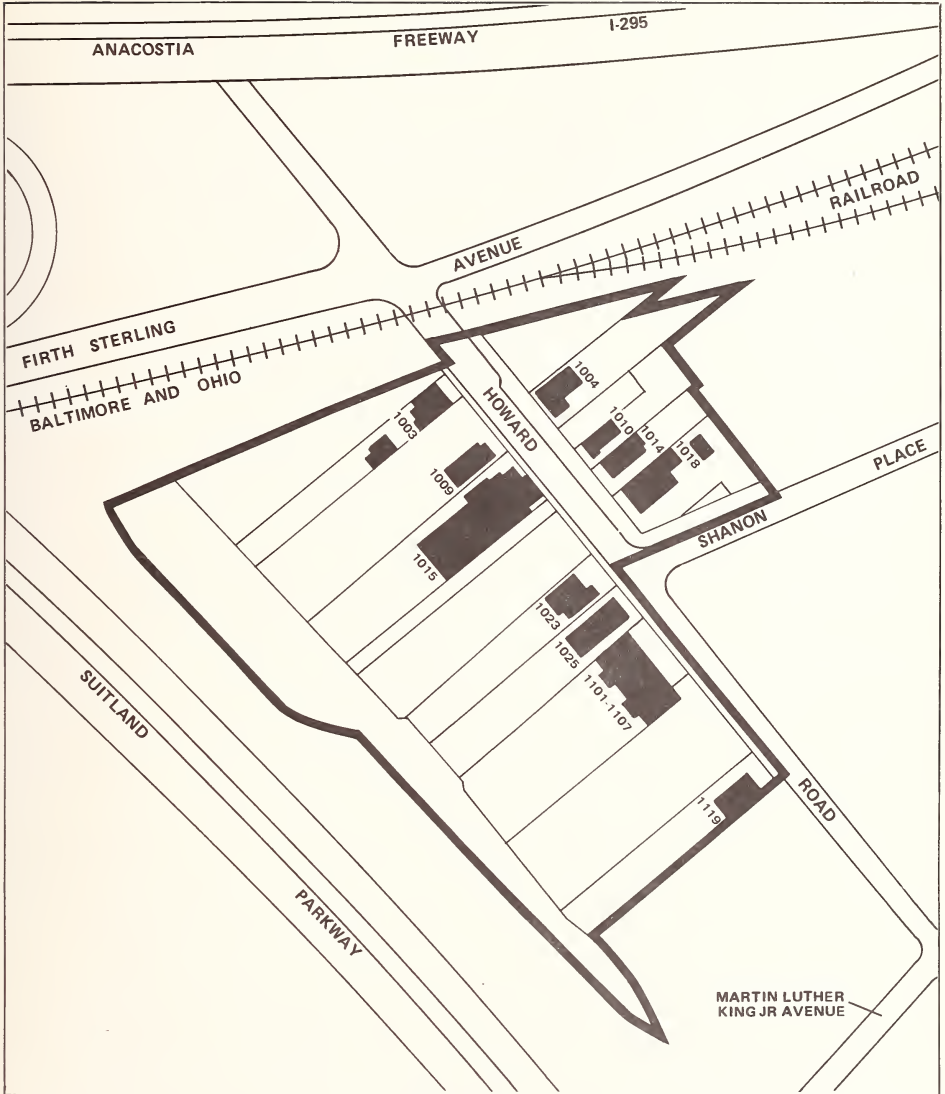 ANACOSTIA FREEWAY I-295
AVENUE
RAILROAD
FIRTH STERLING
BALTIMORE AND OHIO
HOWARD
1004
1003
1010
1014
1018
1009
1015
SHANON PLACE
1023
1025
1101-1107
1119
SUITLAND
PARKWAY
ROAD
MARTIN LUTHER
KING JR AVENUE